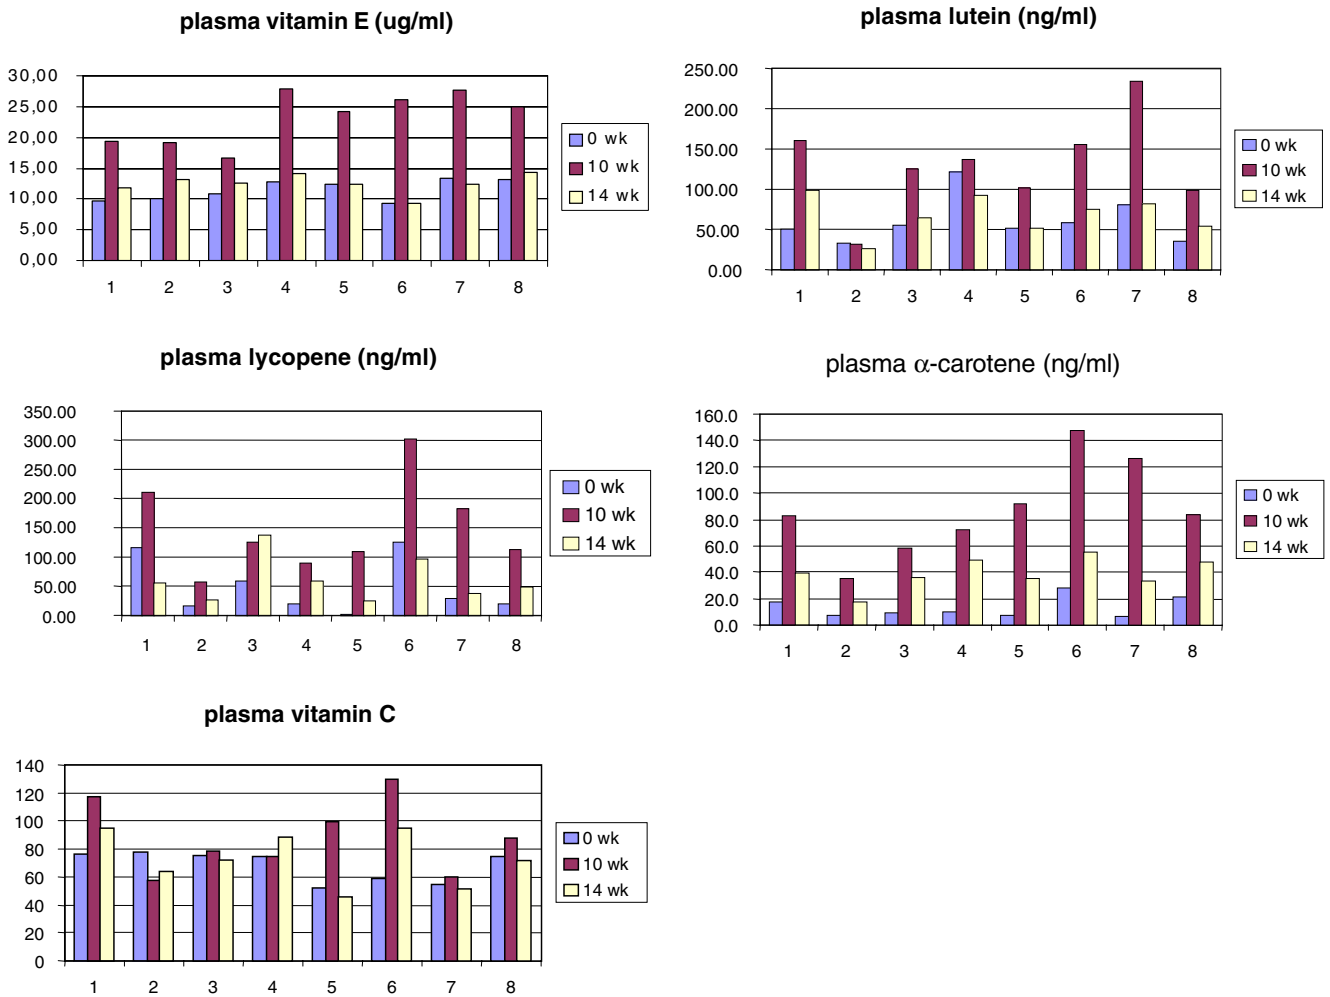 plasma vitamin E (ug/ml)
30,00
25,00
20,00
15,00
10,00
5,00
0,00
1 2 3 4 5 6 7 8
0 wk
10 wk
14 wk
plasma lutein (ng/ml)
250.00
200.00
150.00
100.00
50.00
0.00
1 2 3 4 5 6 7 8
0 wk
10 wk
14 wk
plasma lycopene (ng/ml)
350.00
300.00
250.00
200.00
150.00
100.00
50.00
0.00
1 2 3 4 5 6 7 8
0 wk
10 wk
14 wk
plasma α-carotene (ng/ml)
160.0
140.0
120.0
100.0
80.0
60.0
40.0
20.0
0.0
1 2 3 4 5 6 7 8
0 wk
10 wk
14 wk
plasma vitamin C
140
120
100
80
60
40
20
0
1 2 3 4 5 6 7 8
0 wk
10 wk
14 wk